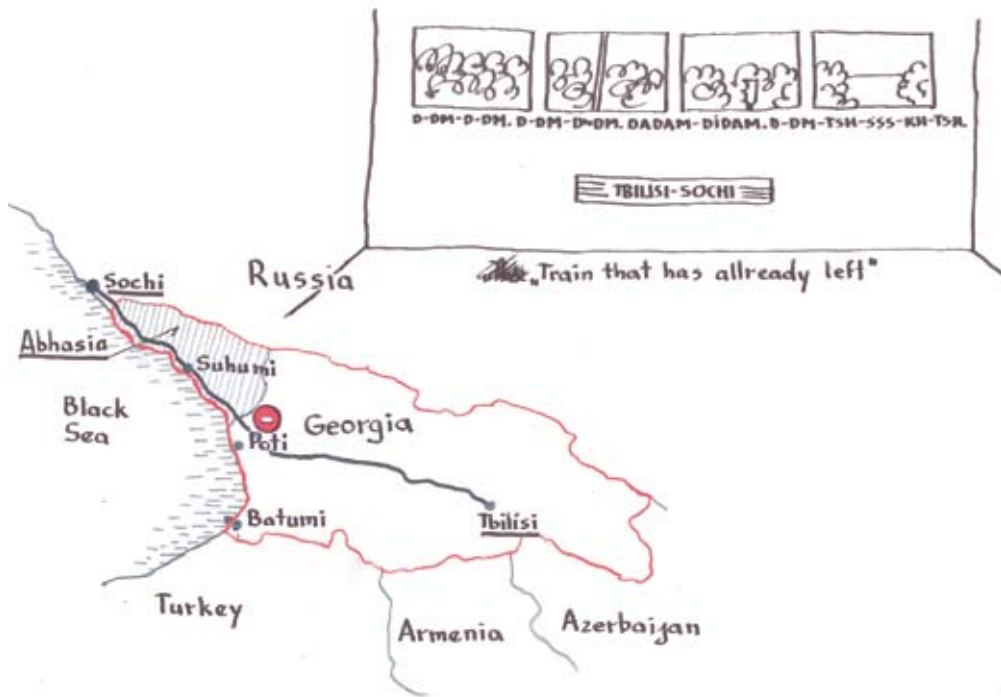 D-DM-D-DM. D-DM-D-DM. DADAM-DiDAM. D-DM-TSH-SSS-KH-TSH.
TBILISI-SOCHI
„Train that has allready left"
Russia
Sochi
Abhasia
Suhumi
Black
Sea
Georgia
Poti
Batumi
Tbilisi
Turkey
Armenia
Azerbaijan